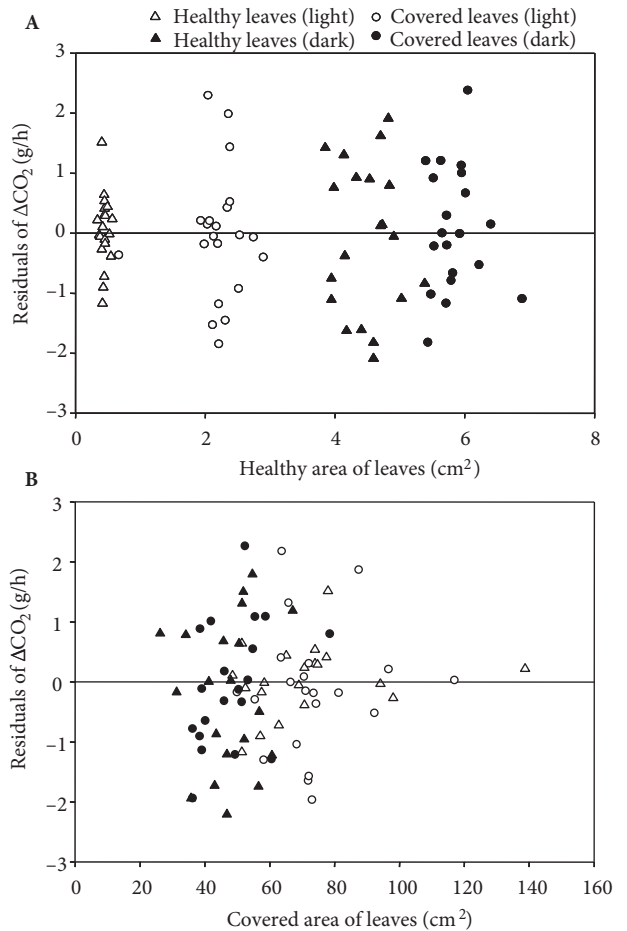 A
△ Healthy leaves (light) ○ Covered leaves (light)
▲ Healthy leaves (dark) ● Covered leaves (dark)
3
2
1
0
−1
−2
−3
Residuals of ΔCO₂ (g/h)
0 2 4 6 8
Healthy area of leaves (cm²)
B
3
2
1
0
−1
−2
−3
Residuals of ΔCO₂ (g/h)
0 20 40 60 80 100 120 140 160
Covered area of leaves (cm²)